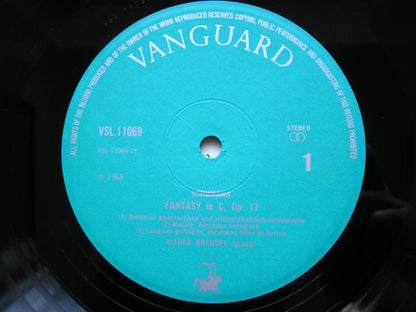 ALL RIGHTS OF THE RECORD PRODUCER AND OF THE OWNER OF THE WORK REPRODUCED RESERVED. COPYING, PUBLIC PERFORMANCE AND BROADCASTING OF THIS RECORD PROHIBITED
VANGUARD
VSL.11069
STEREO
VSL-11069 1Y
1
℗ 1968
SCHUMANN
FANTASY in C, Op. 17
(1) Durchaus phantastisch und leidenschaftlich vorzutragen
(2) Mässig, Durchaus energisch
(3) Langsam getragen, Durchweg leise zu halten
ALFRED BRENDEL (piano)